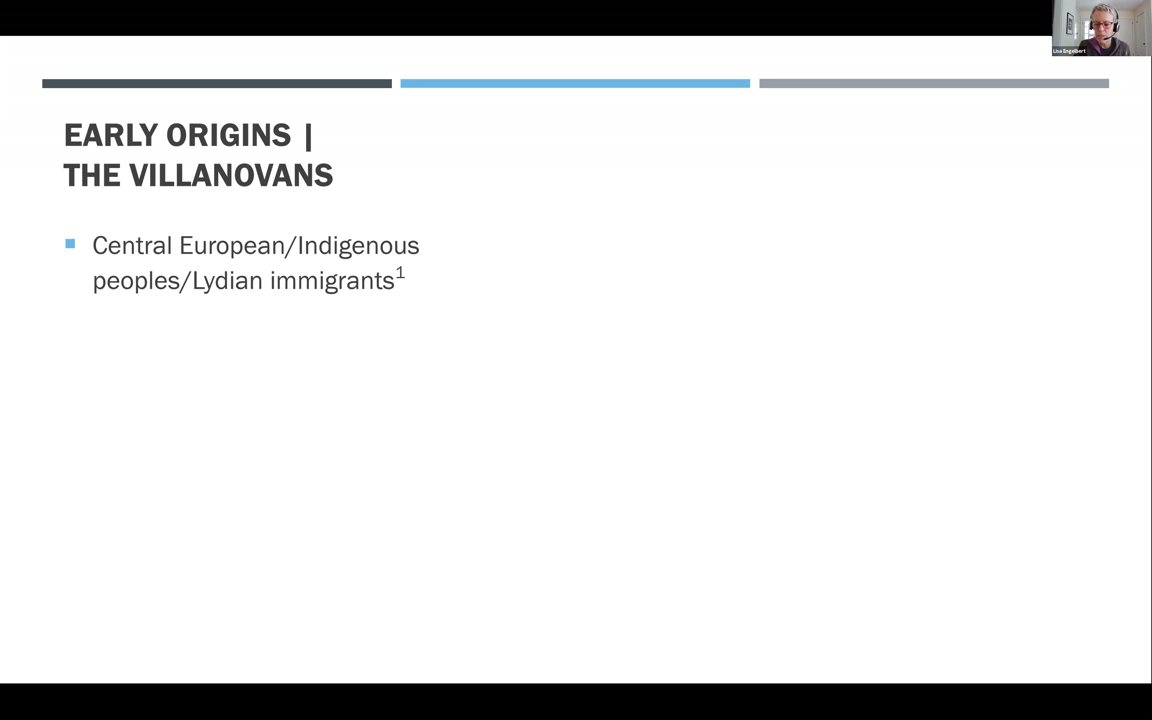 Lisa Engelbert
EARLY ORIGINS |
THE VILLANOVANS
Central European/Indigenous
peoples/Lydian immigrants¹